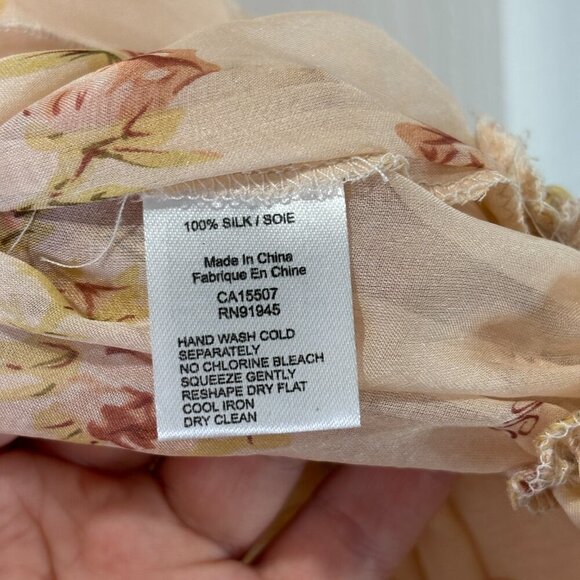 100% SILK / SOIE
Made In China
Fabrique En Chine
CA15507
RN91945
HAND WASH COLD
SEPARATELY
NO CHLORINE BLEACH
SQUEEZE GENTLY
RESHAPE DRY FLAT
COOL IRON
DRY CLEAN